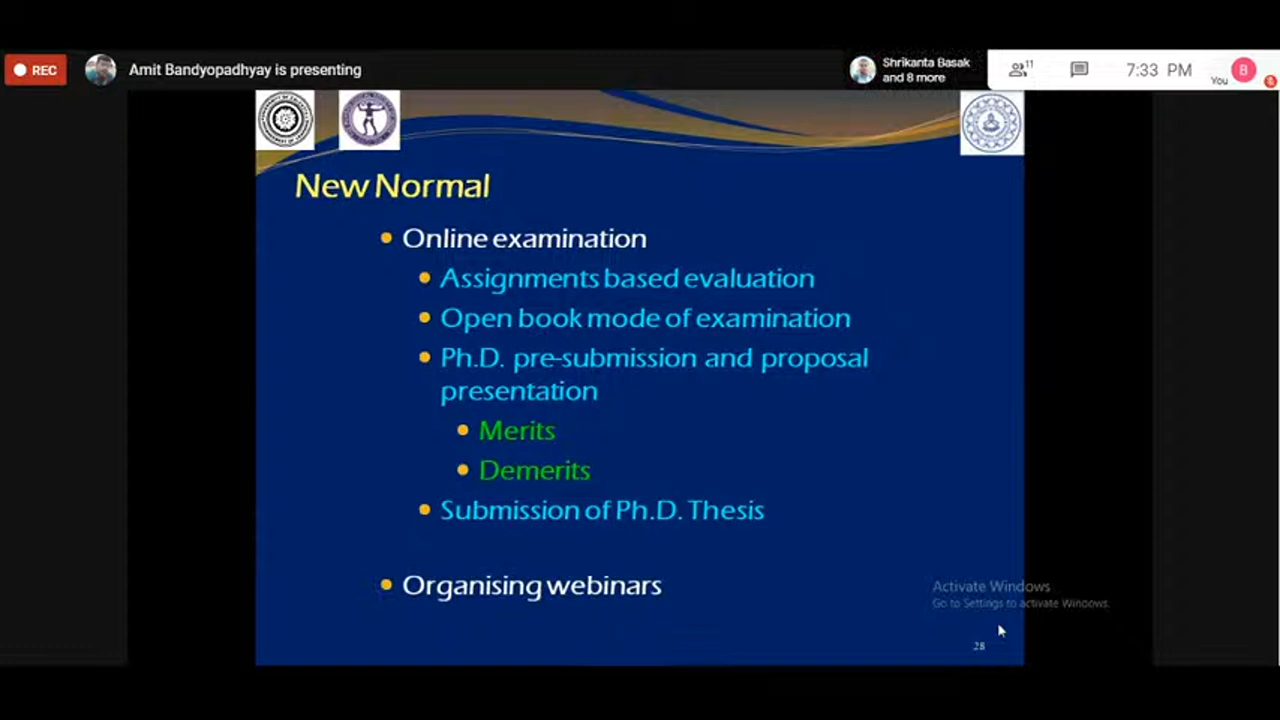 REC
Amit Bandyopadhyay is presenting
Shrikanta Basak
and 8 more
11
7:33 PM
You
B
New Normal
Online examination
Assignments based evaluation
Open book mode of examination
Ph.D. pre-submission and proposal
presentation
Merits
Demerits
Submission of Ph.D. Thesis
Organising webinars
Activate Windows
Go to Settings to activate Windows.
28